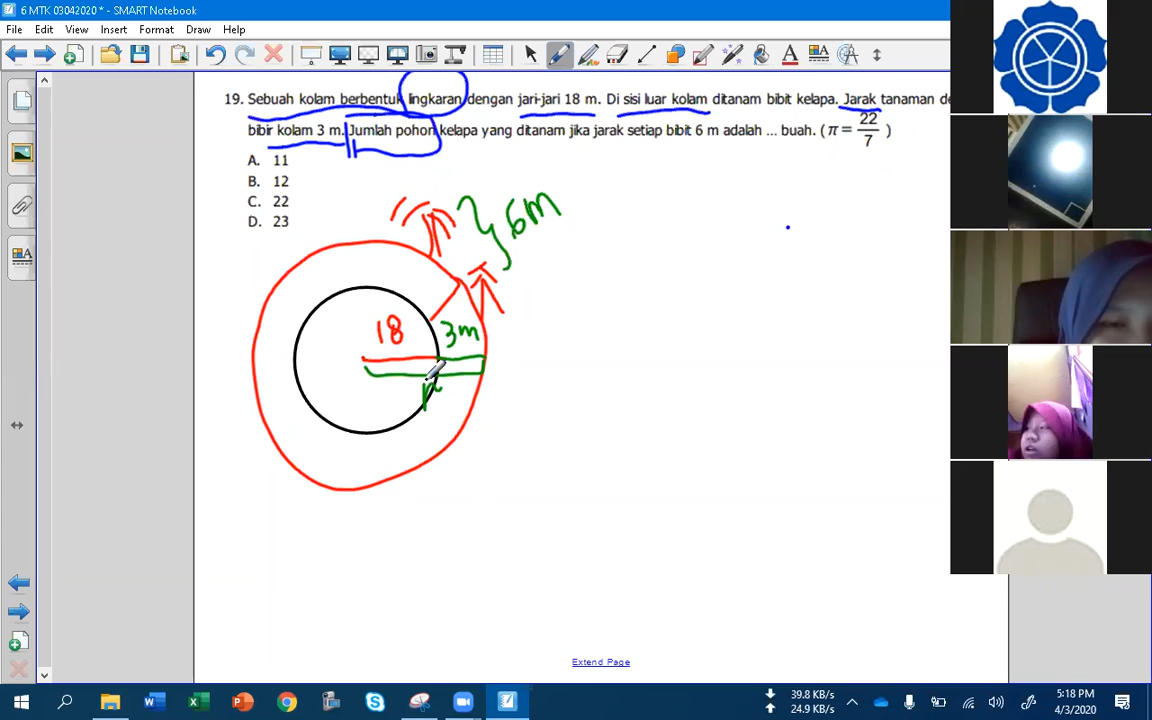 6 MTK 03042020 * - SMART Notebook
File Edit View Insert Format Draw Help
19. Sebuah kolam berbentuk lingkaran dengan jari-jari 18 m. Di sisi luar kolam ditanam bibit kelapa. Jarak tanaman de
bibir kolam 3 m. Jumlah pohon kelapa yang ditanam jika jarak setiap bibit 6 m adalah ... buah. ( π = 22/7 )
A. 11
B. 12
C. 22
D. 23
6m
18
3m
r
Extend Page
39.8 KB/s
24.9 KB/s
5:18 PM
4/3/2020